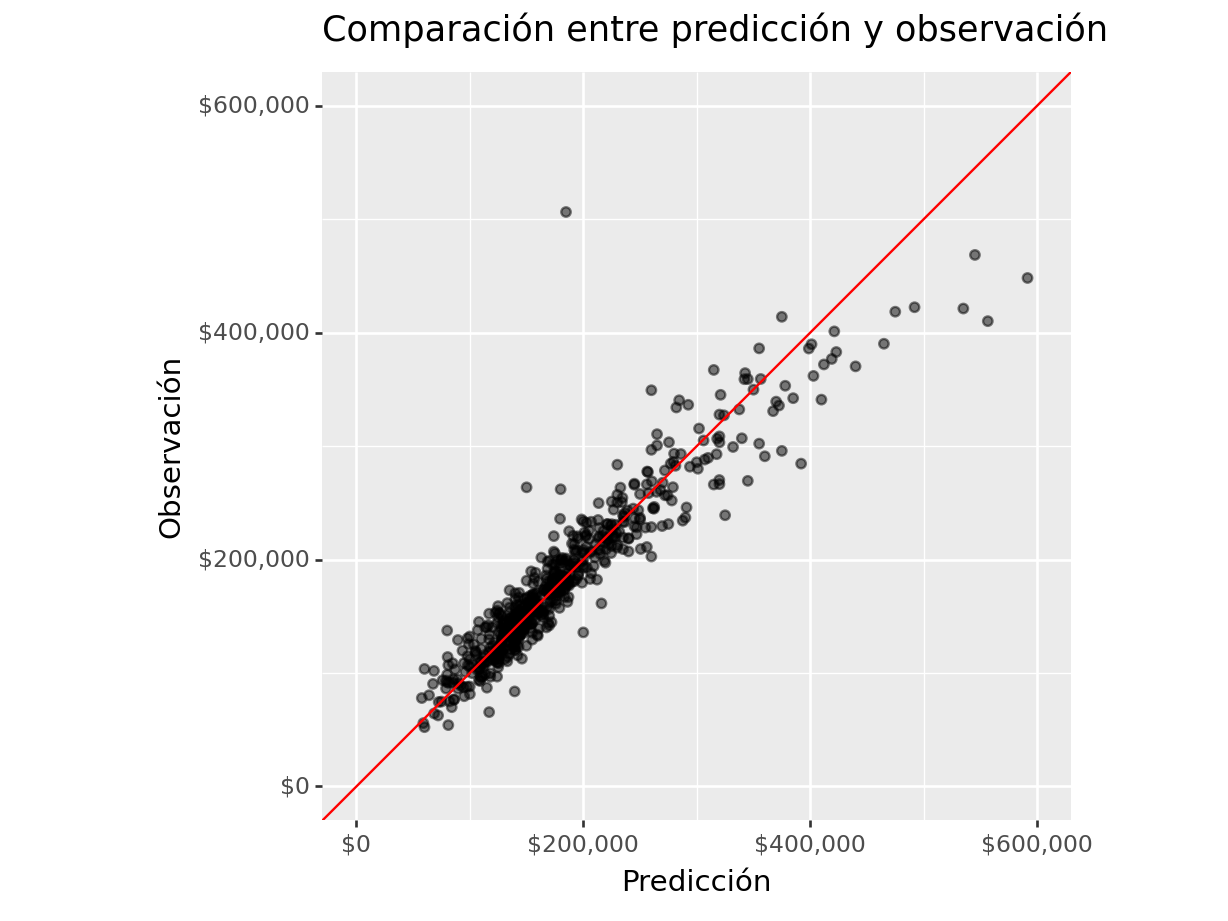 Comparación entre predicción y observación
$600,000
$400,000
$200,000
$0
Observación
$0 $200,000 $400,000 $600,000
Predicción